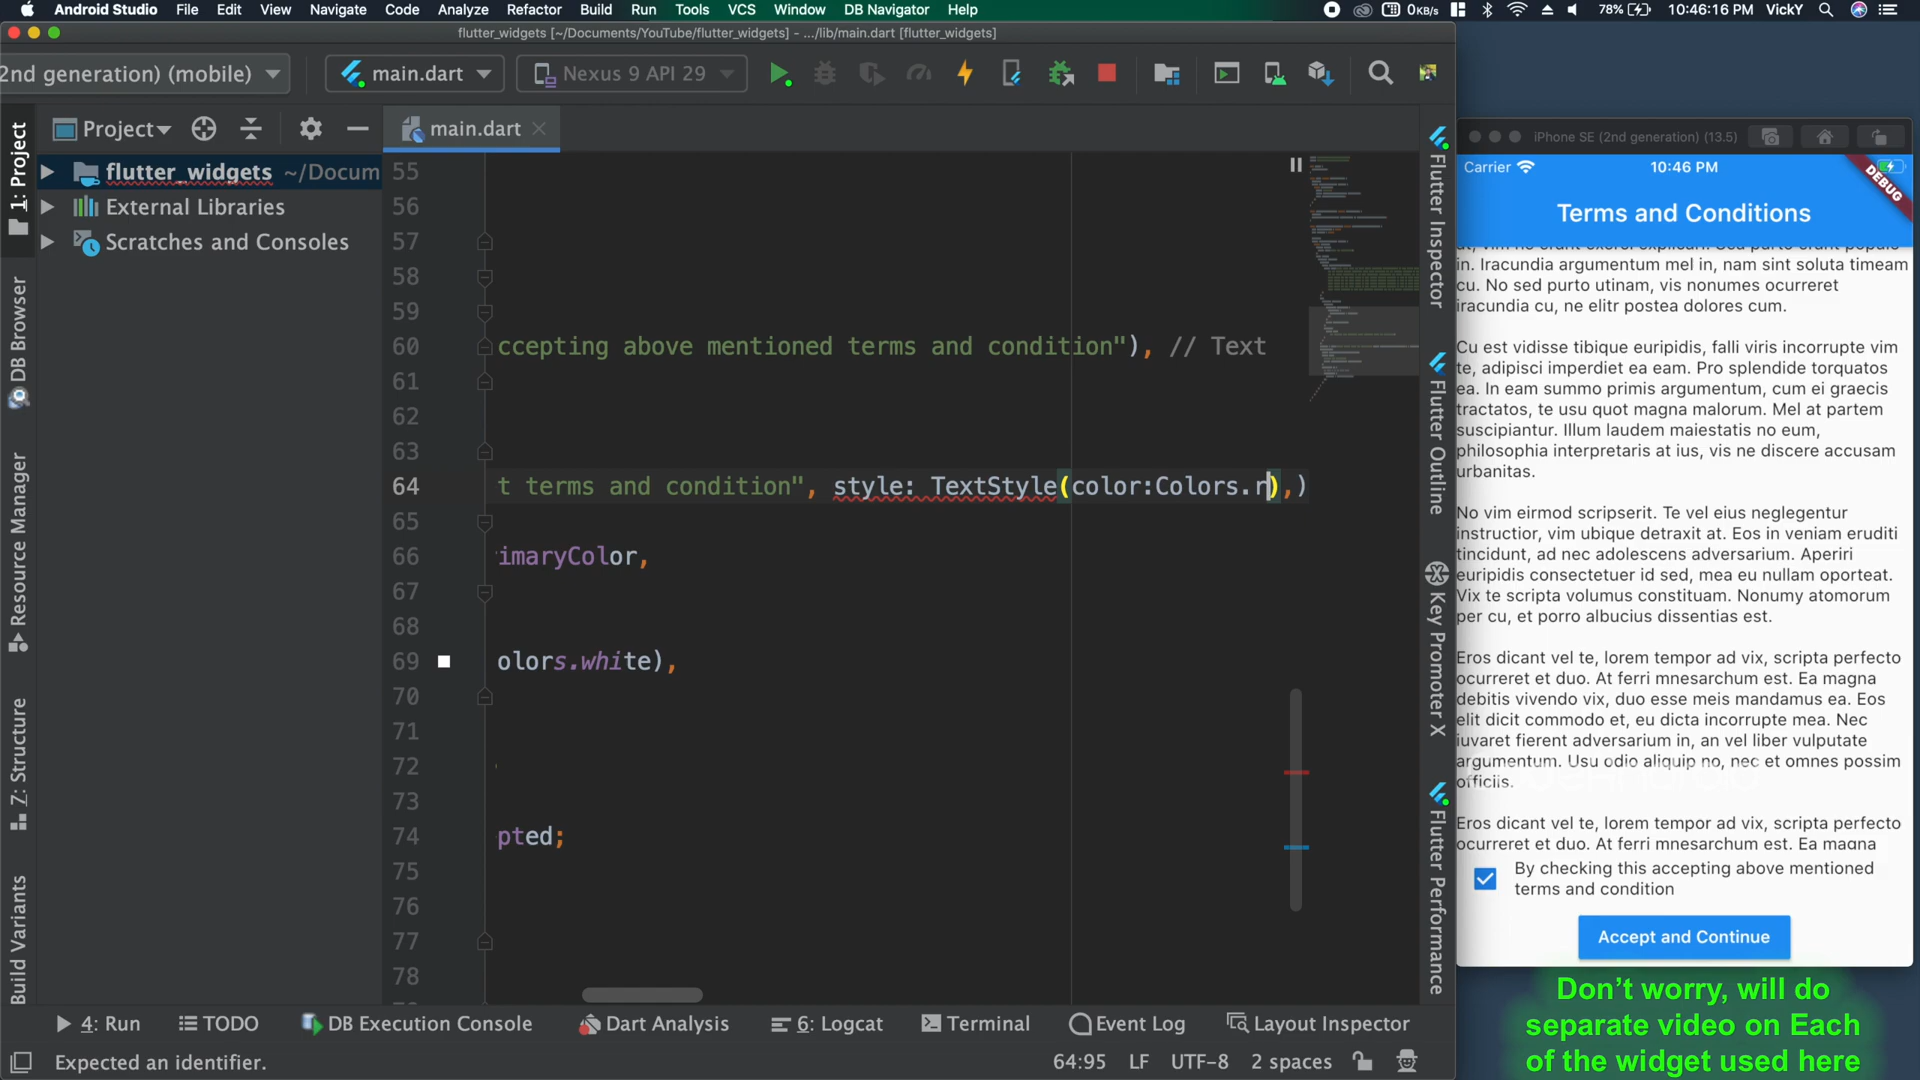 Android Studio File Edit View Navigate Code Analyze Refactor Build Run Tools VCS Window DB Navigator Help
0KB/s 78% 10:46:16 PM VickY
flutter_widgets [~/Documents/YouTube/flutter_widgets] - .../lib/main.dart [flutter_widgets]
2nd generation) (mobile) main.dart Nexus 9 API 29
Project main.dart
flutter_widgets ~/Docum
External Libraries
Scratches and Consoles
1: Project
DB Browser
Resource Manager
Z: Structure
Build Variants
55
56
57
58
59
60 ccepting above mentioned terms and condition"), // Text
61
62
63
64 t terms and condition", style: TextStyle(color:Colors.r),)
65
66 imaryColor,
67
68
69 olors.white),
70
71
72
73
74 pted;
75
76
77
78
Flutter Inspector
Flutter Outline
Key Promoter X
Flutter Performance
4: Run TODO DB Execution Console Dart Analysis 6: Logcat Terminal Event Log Layout Inspector
Expected an identifier. 64:95 LF UTF-8 2 spaces
iPhone SE (2nd generation) (13.5)
Carrier 10:46 PM
DEBUG
Terms and Conditions
in. Iracundia argumentum mel in, nam sint soluta timeam
cu. No sed purto utinam, vis nonumes ocurreret
iracundia cu, ne elitr postea dolores cum.
Cu est vidisse tibique euripidis, falli viris incorrupte vim
te, adipisci imperdiet ea eam. Pro splendide torquatos
ea. In eam summo primis argumentum, cum ei graecis
tractatos, te usu quot magna malorum. Mel at partem
suscipiantur. Illum laudem maiestatis no eum,
philosophia interpretaris at ius, vis ne discere accusam
urbanitas.
No vim eirmod scripserit. Te vel eius neglegentur
instructior, vim ubique detraxit at. Eos in veniam eruditi
tincidunt, ad nec adolescens adversarium. Aperiri
euripidis consectetuer id sed, mea eu nullam oporteat.
Vix te scripta volumus constituam. Nonumy atomorum
per cu, et porro albucius dissentias est.
Eros dicant vel te, lorem tempor ad vix, scripta perfecto
ocurreret et duo. At ferri mnesarchum est. Ea magna
debitis vivendo vix, duo esse meis mandamus ea. Eos
elit dicit commodo et, eu dicta incorrupte mea. Nec
iuvaret fierent adversarium in, an vel liber vulputate
argumentum. Usu odio aliquip no, nec et omnes possim
officiis.
Eros dicant vel te, lorem tempor ad vix, scripta perfecto
ocurreret et duo. At ferri mnesarchum est. Ea magna
By checking this accepting above mentioned
terms and condition
Accept and Continue
Don't worry, will do
separate video on Each
of the widget used here